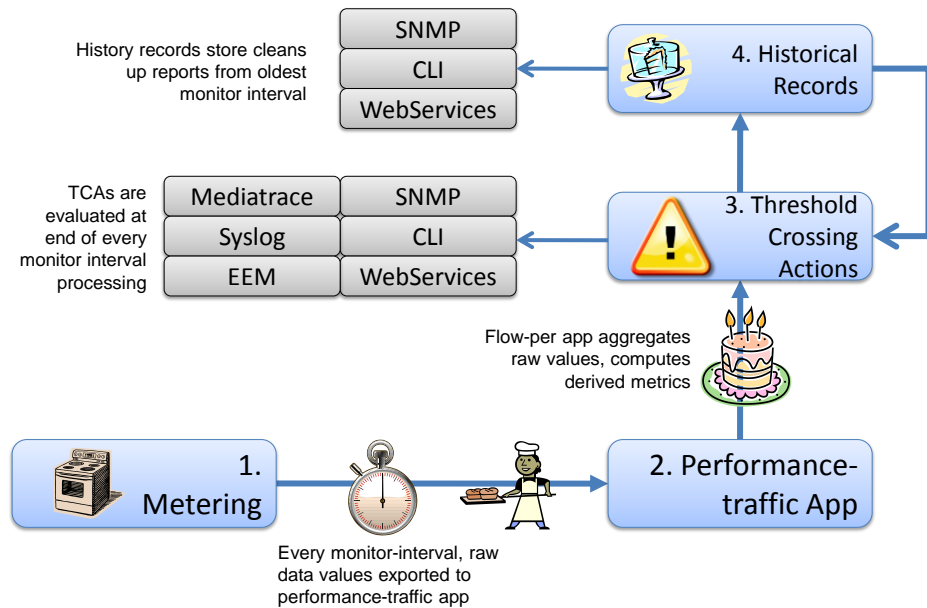 History records store cleans
up reports from oldest
monitor interval
SNMP
CLI
WebServices
4. Historical
Records
TCAs are
evaluated at
end of every
monitor interval
processing
Mediatrace
SNMP
Syslog
CLI
EEM
WebServices
3. Threshold
Crossing
Actions
Flow-per app aggregates
raw values, computes
derived metrics
1.
Metering
2. Performance-
traffic App
Every monitor-interval, raw
data values exported to
performance-traffic app